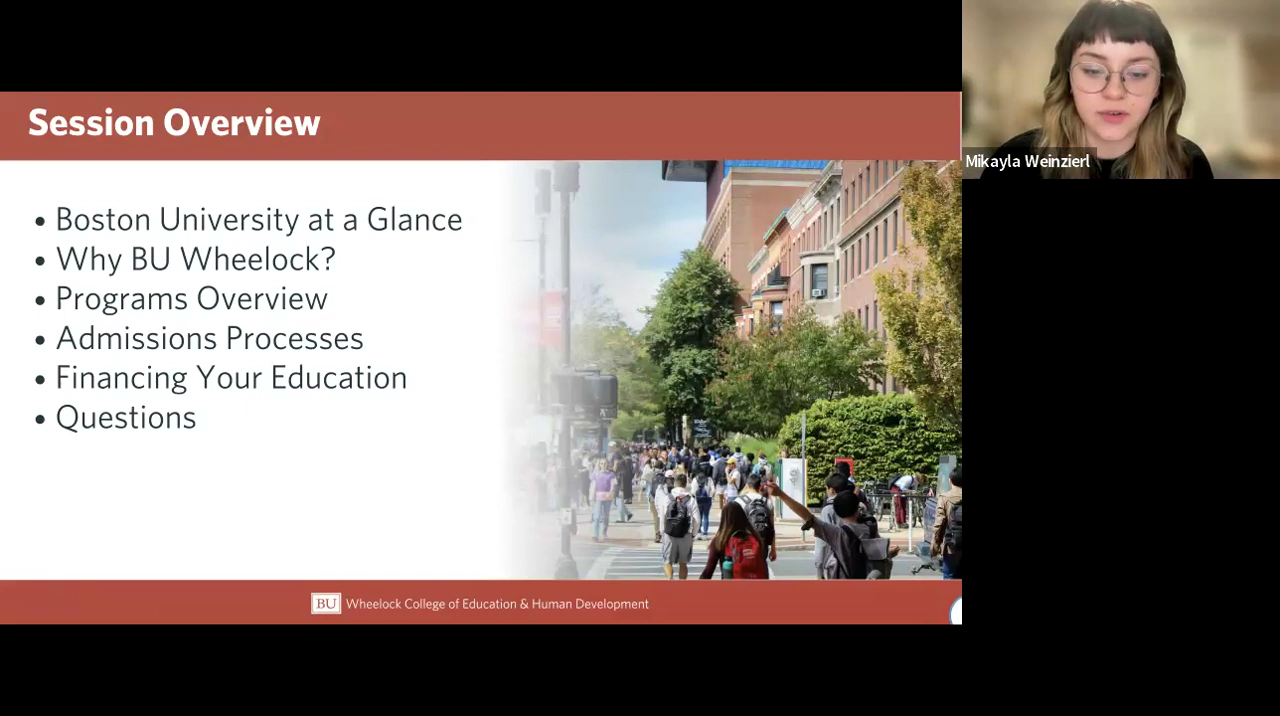 Session Overview
Mikayla Weinzierl
• Boston University at a Glance
• Why BU Wheelock?
• Programs Overview
• Admissions Processes
• Financing Your Education
• Questions
BU Wheelock College of Education & Human Development